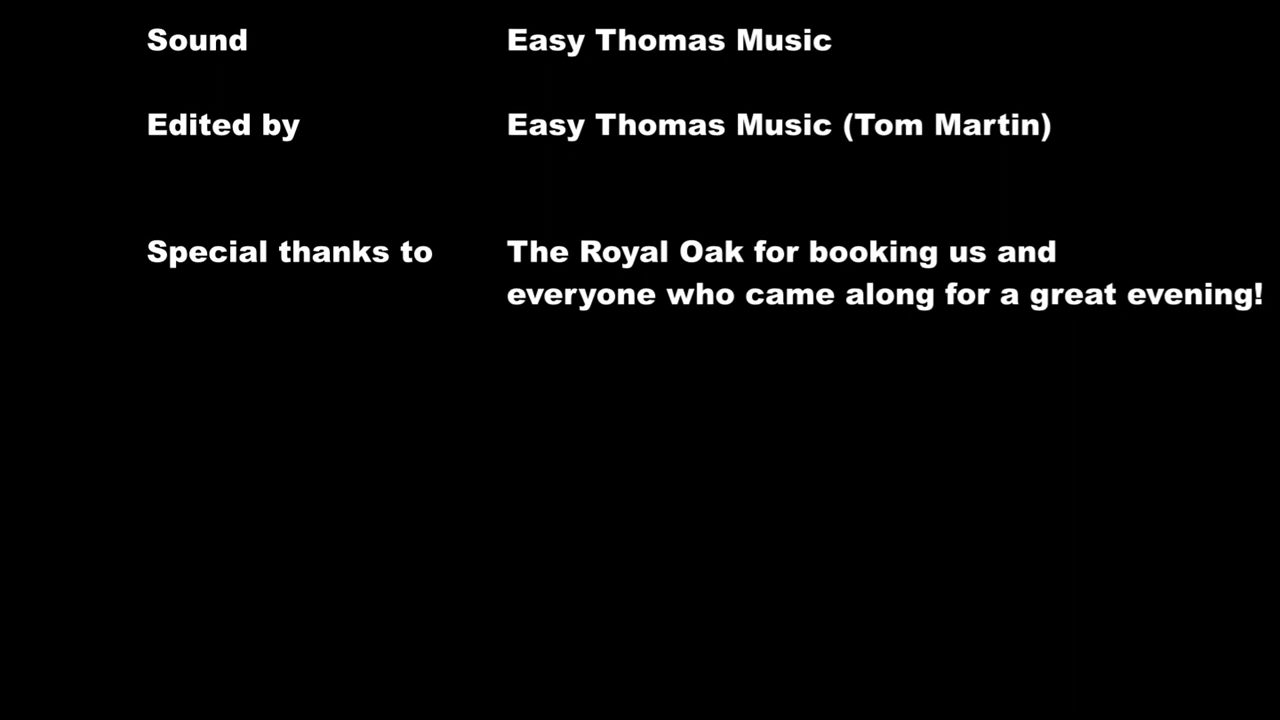 Sound Easy Thomas Music
Edited by Easy Thomas Music (Tom Martin)
Special thanks to The Royal Oak for booking us and
everyone who came along for a great evening!